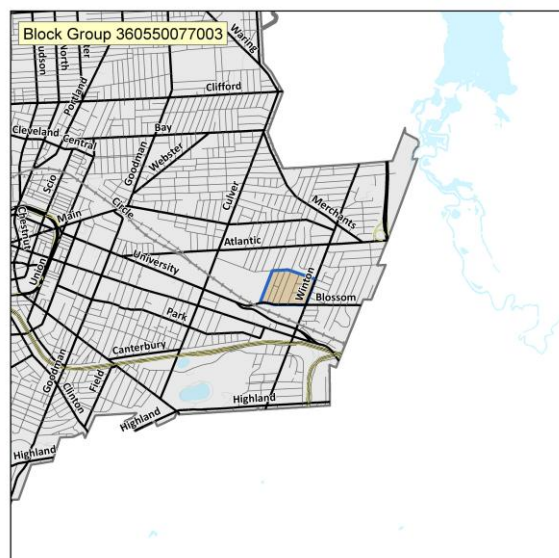 Block Group 360550077003
Hudson
North
Portland
Waring
Clifford
Cleveland
Central
Bay
Goodman
Webster
Scio
Culver
Merchants
Circle
Main
Chestnut
Atlantic
University
Union
Winton
Blossom
Park
Canterbury
Goodman
Clinton
Field
Highland
Highland
Highland